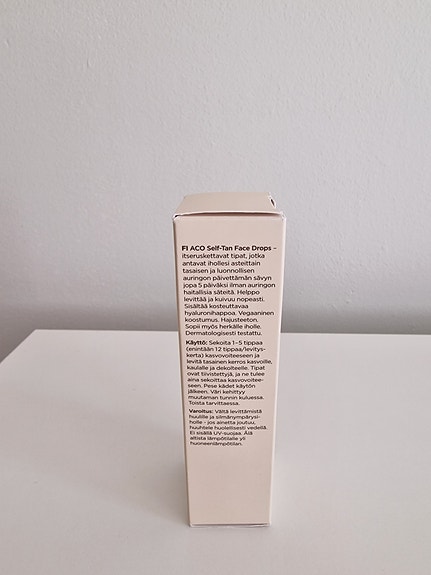 FI ACO Self-Tan Face Drops –
itseruskettavat tipat, jotka
antavat ihollesi asteittain
tasaisen ja luonnollisen
auringon päivettämän sävyn
jopa 5 päiväksi ilman auringon
haitallisia säteitä. Helppo
levittää ja kuivuu nopeasti.
Sisältää kosteuttavaa
hyaluronihappoa. Vegaaninen
koostumus. Hajusteeton.
Sopii myös herkälle iholle.
Dermatologisesti testattu.
Käyttö: Sekoita 1–5 tippaa
(enintään 12 tippaa/levitys-
kerta) kasvovoiteeseen ja
levitä tasainen kerros kasvoille,
kaulalle ja dekolteelle. Tipat
ovat tiivistettyjä, ja ne tulee
aina sekoittaa kasvovoitee-
seen. Pese kädet käytön
jälkeen. Väri kehittyy
muutaman tunnin kuluessa.
Toista tarvittaessa.
Varoitus: Vältä levittämistä
huulille ja silmänympärysi-
holle - jos ainetta joutuu,
huuhtele huolellisesti vedellä.
Ei sisällä UV-suojaa. Älä
altista lämpötilalle yli
huoneenlämpötilan.